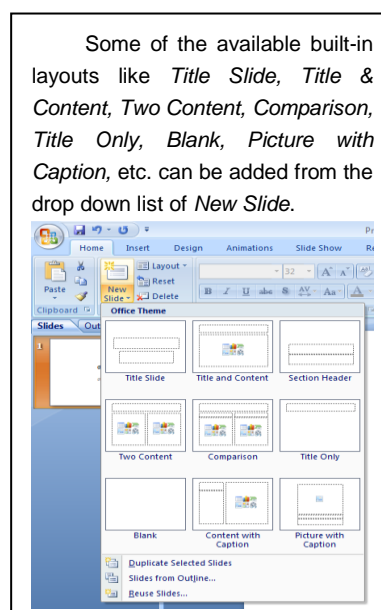 Some of the available built-in
layouts like Title Slide, Title &
Content, Two Content, Comparison,
Title Only, Blank, Picture with
Caption, etc. can be added from the
drop down list of New Slide.
Home Insert Design Animations Slide Show
Paste New Slide Layout Reset Delete
32
B I U abe S AV Aa A
Clipboard
Slides
Office Theme
1
Title Slide Title and Content Section Header
Two Content Comparison Title Only
Blank Content with Caption Picture with Caption
Duplicate Selected Slides
Slides from Outline...
Reuse Slides...